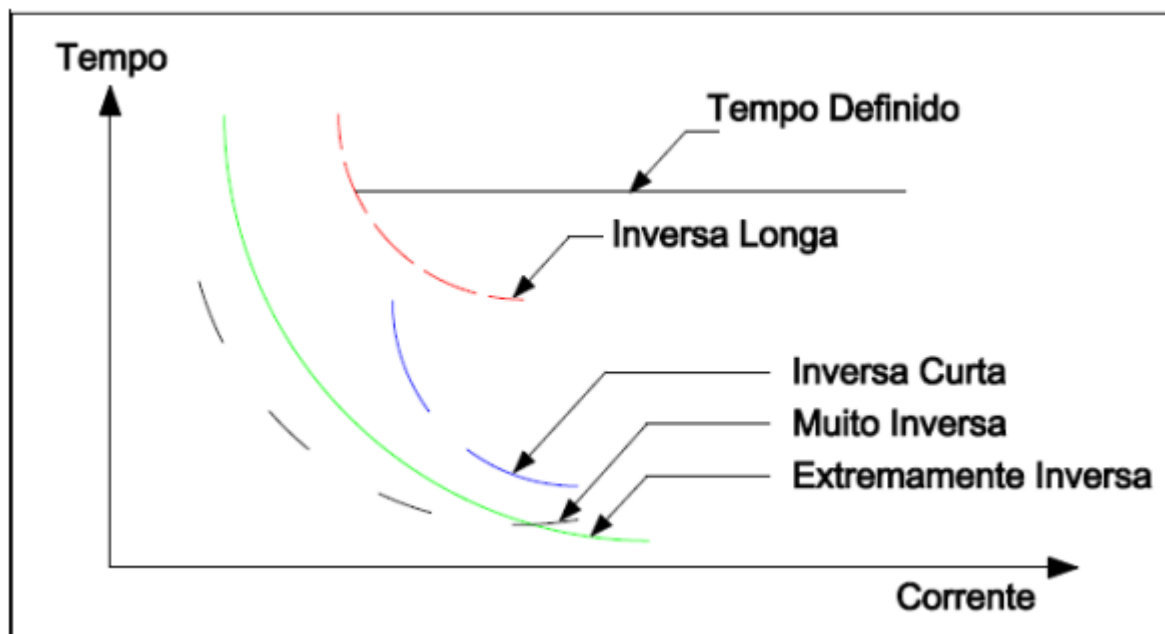 Tempo
Tempo Definido
Inversa Longa
Inversa Curta
Muito Inversa
Extremamente Inversa
Corrente